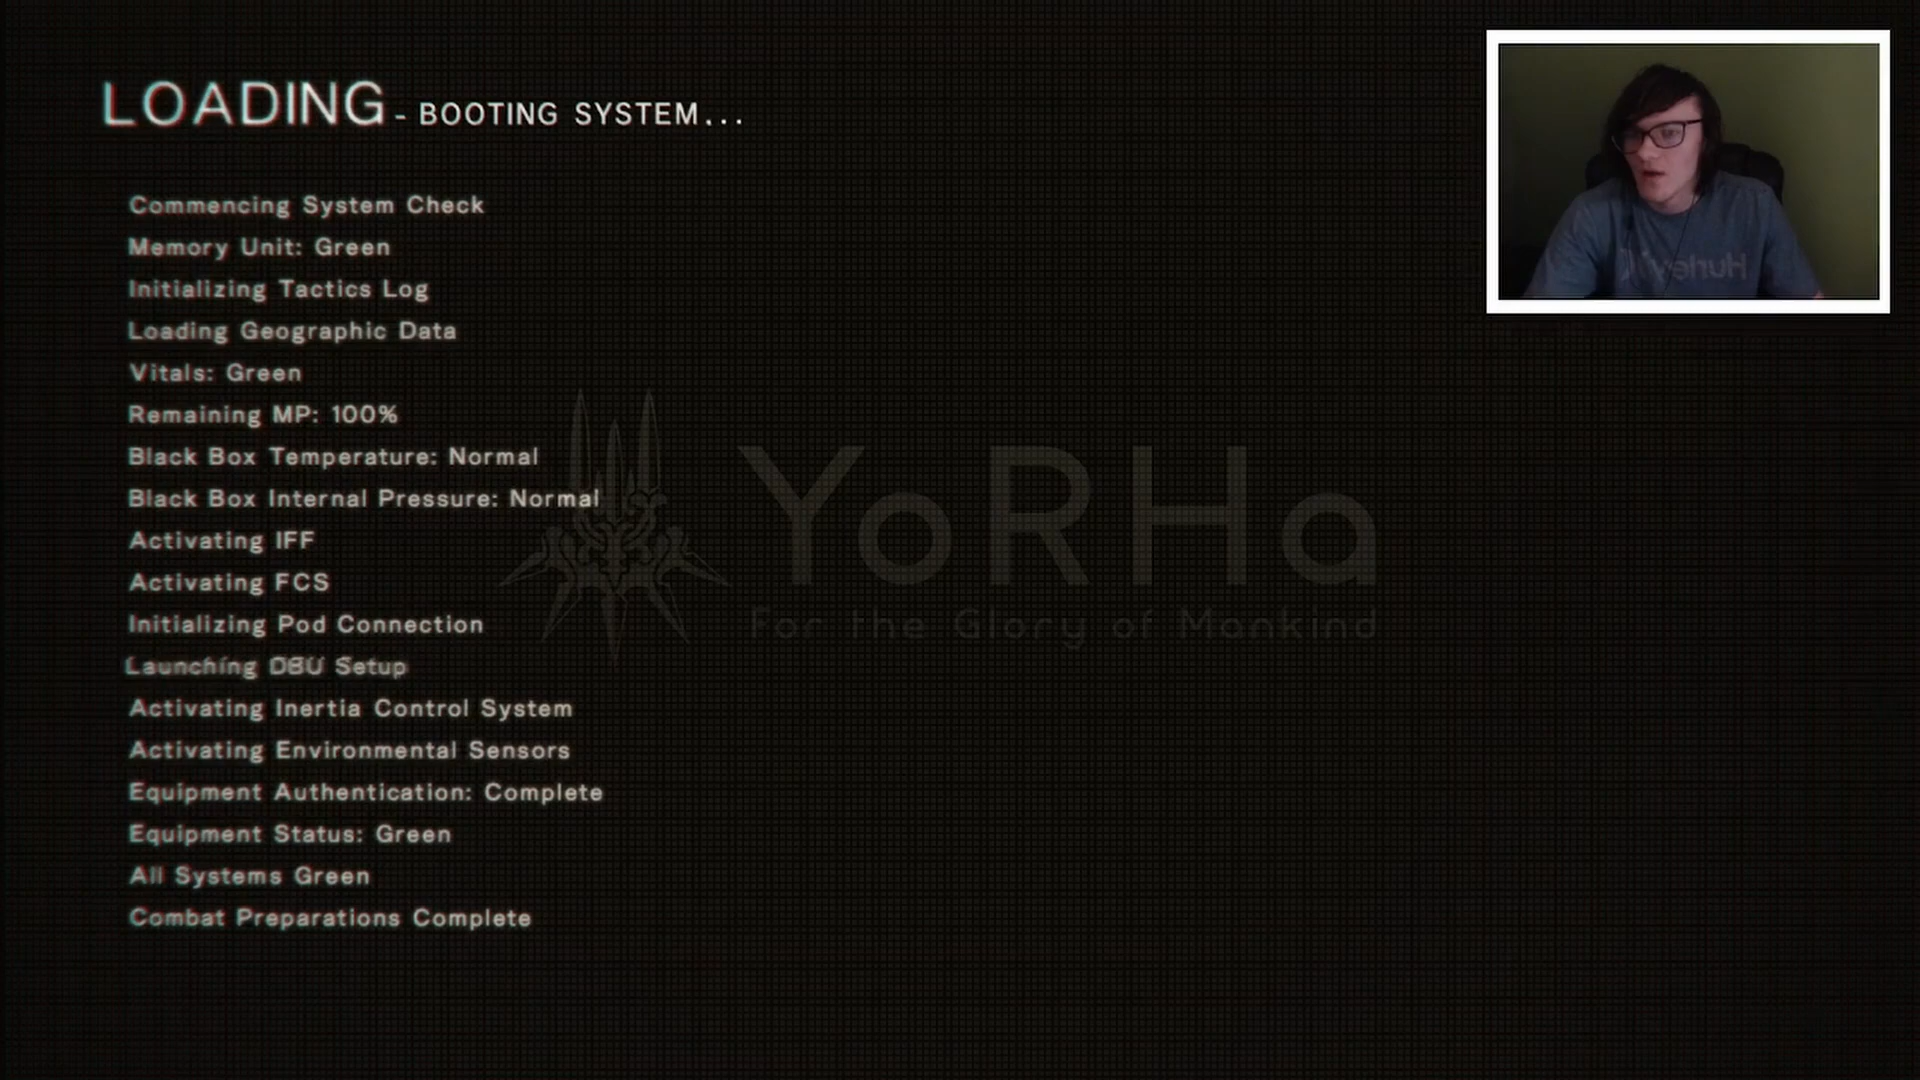 LOADING - BOOTING SYSTEM...
Commencing System Check
Memory Unit: Green
Initializing Tactics Log
Loading Geographic Data
Vitals: Green
Remaining MP: 100%
Black Box Temperature: Normal
Black Box Internal Pressure: Normal
Activating IFF
Activating FCS
Initializing Pod Connection
Launching DBU Setup
Activating Inertia Control System
Activating Environmental Sensors
Equipment Authentication: Complete
Equipment Status: Green
All Systems Green
Combat Preparations Complete
YoRHa
For the Glory of Mankind